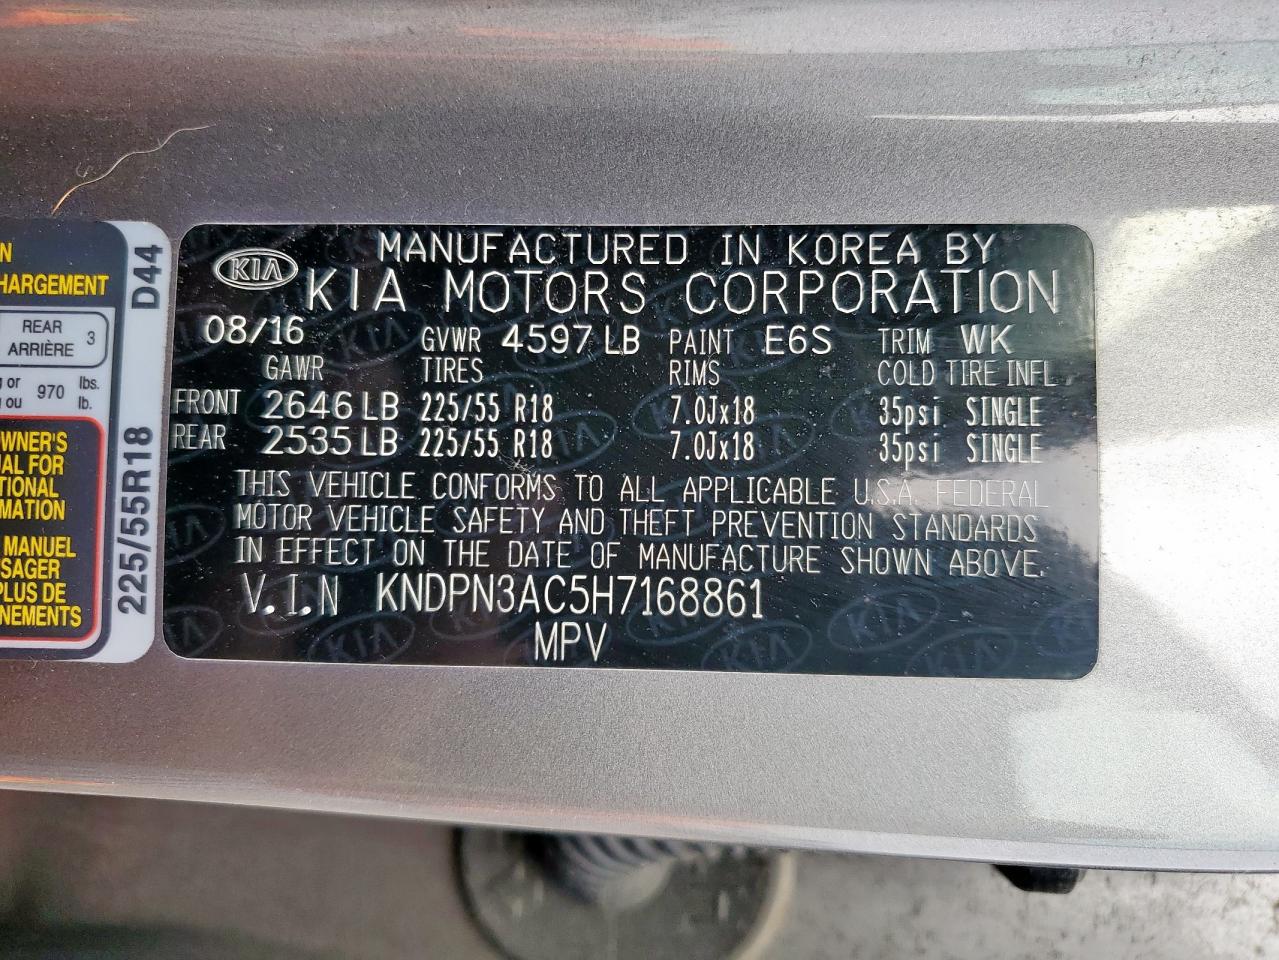 N
HARGEMENT
REAR 3
ARRIÈRE
g or 970 lbs.
g ou lb.
OWNER'S
UAL FOR
TIONAL
MATION
MANUEL
SAGER
PLUS DE
NEMENTS
D44
225/55R18
KIA
MANUFACTURED IN KOREA BY
KIA MOTORS CORPORATION
08/16 GVWR 4597 LB PAINT E6S TRIM WK
GAWR TIRES RIMS COLD TIRE INFL
FRONT 2646 LB 225/55 R18 7.0Jx18 35psi SINGLE
REAR 2535 LB 225/55 R18 7.0Jx18 35psi SINGLE
THIS VEHICLE CONFORMS TO ALL APPLICABLE U.S.A. FEDERAL
MOTOR VEHICLE SAFETY AND THEFT PREVENTION STANDARDS
IN EFFECT ON THE DATE OF MANUFACTURE SHOWN ABOVE.
V.I.N KNDPN3AC5H7168861
MPV